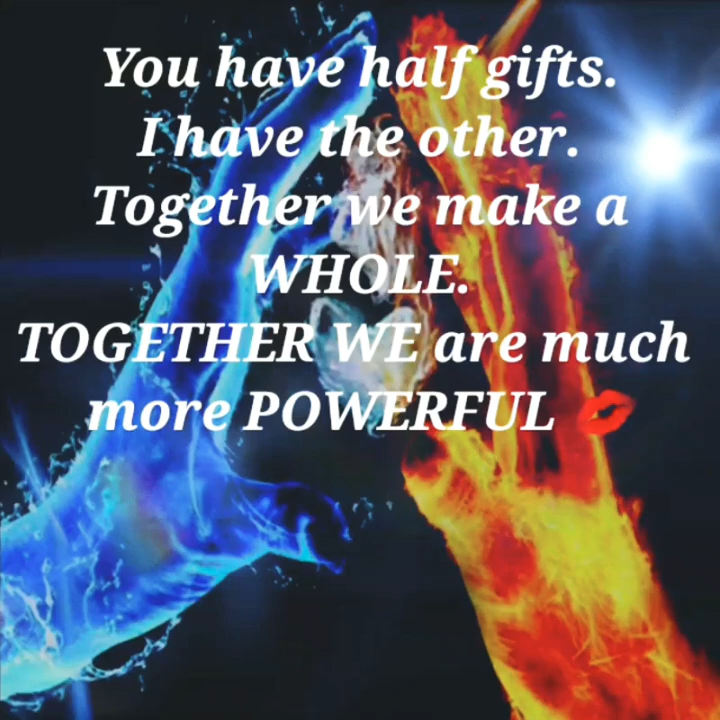 You have half gifts.
I have the other.
Together we make a
WHOLE.
TOGETHER WE are much
more POWERFUL 💋